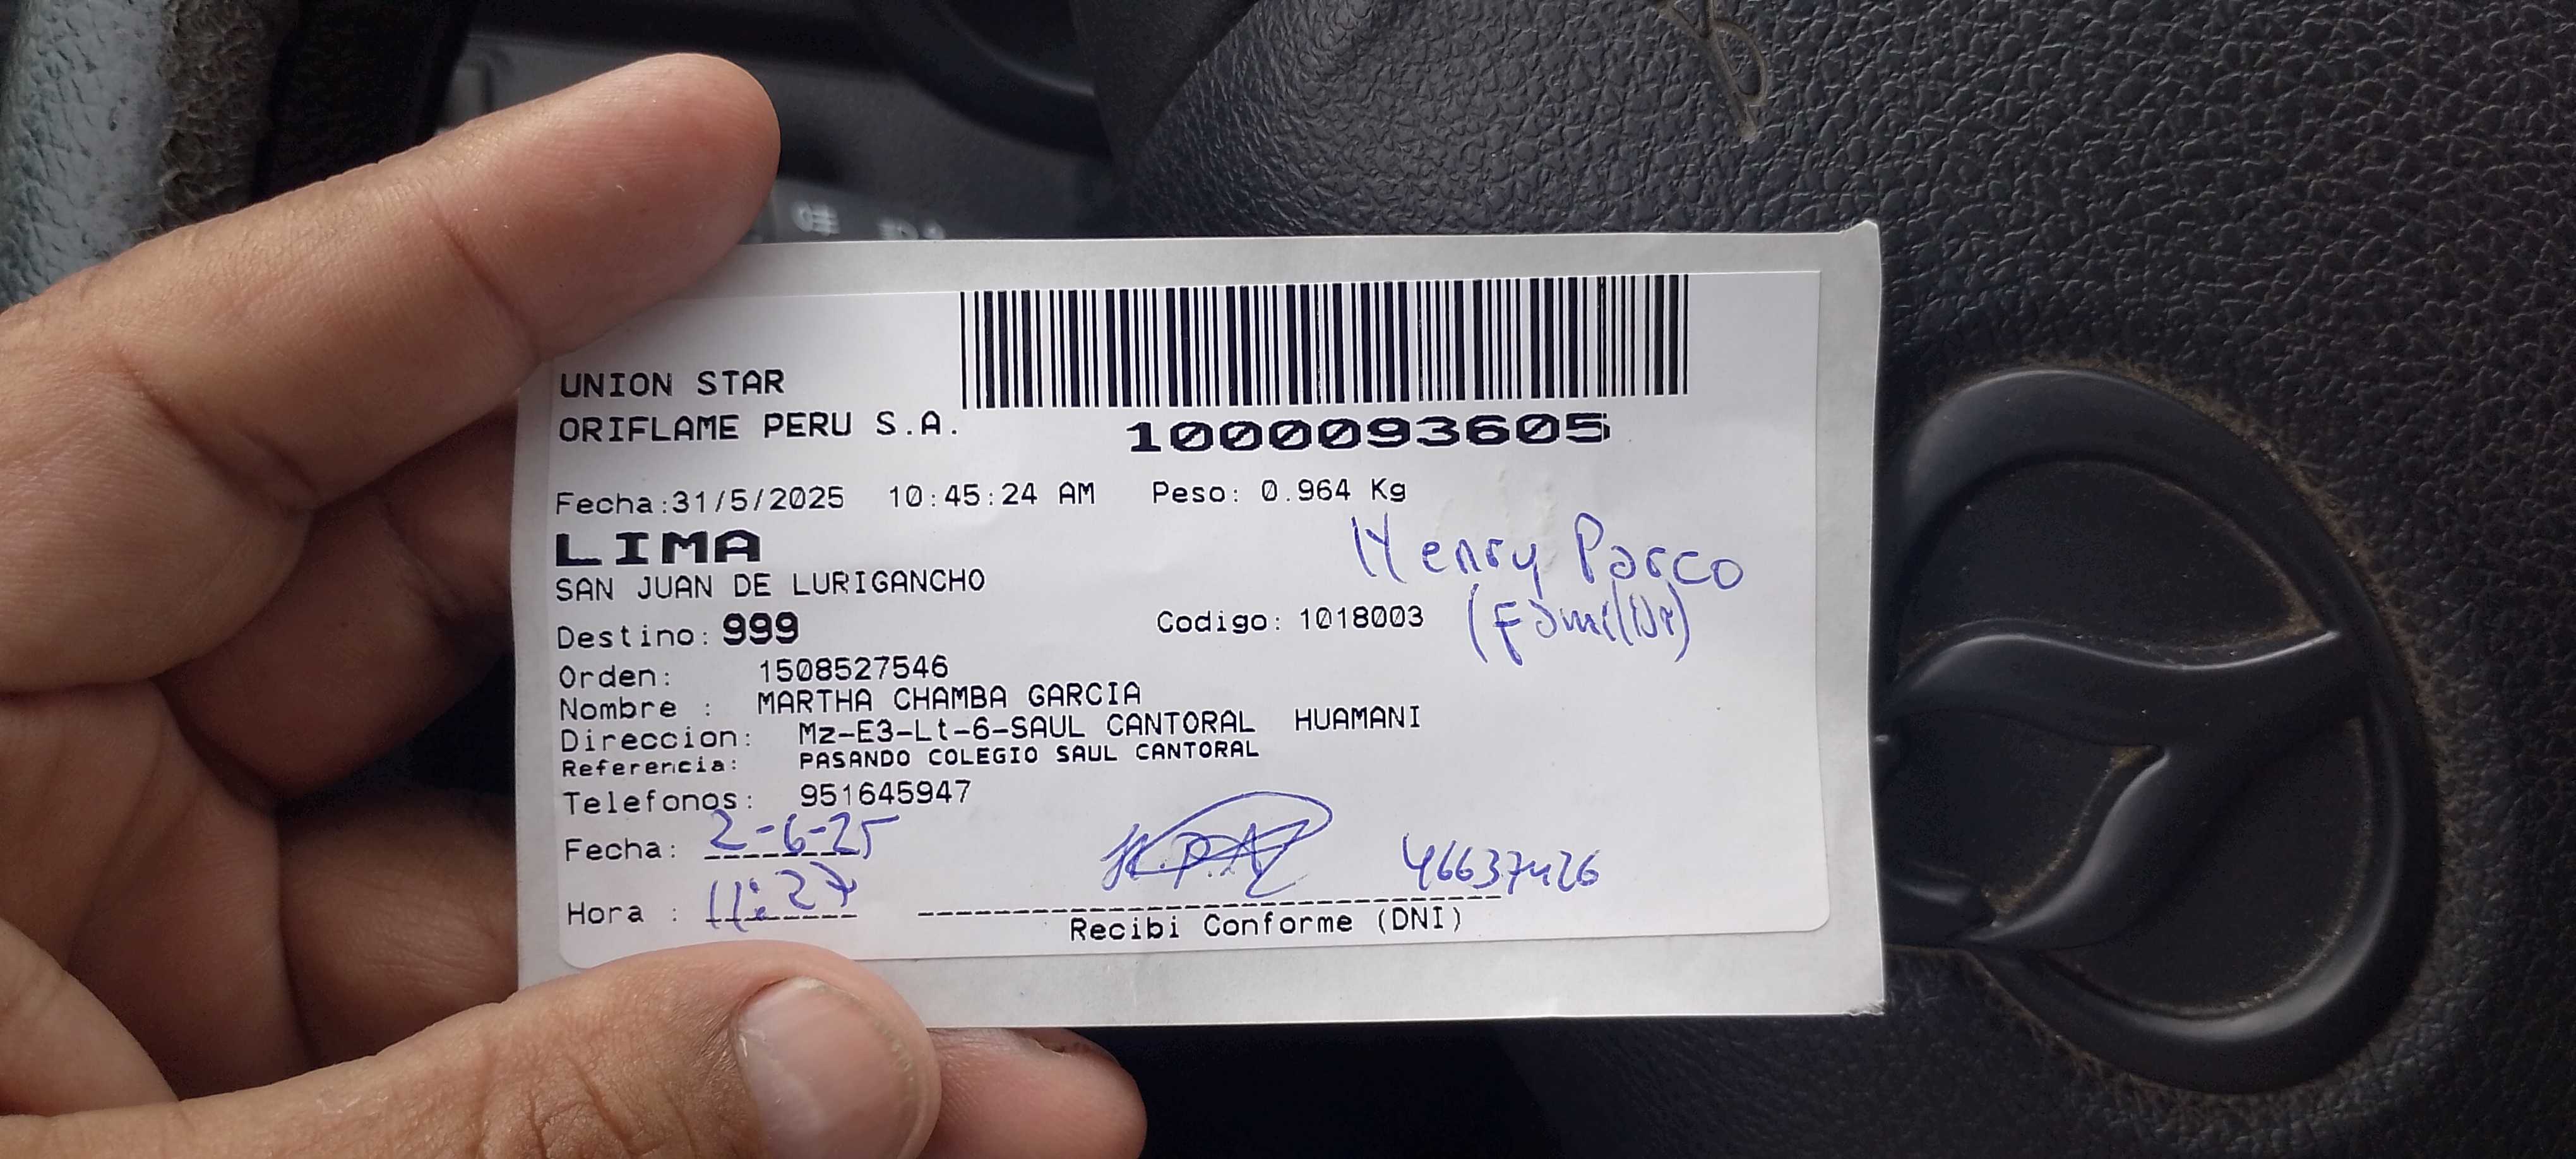 UNION STAR
ORIFLAME PERU S.A.
1000093605
Fecha:31/5/2025 10:45:24 AM Peso: 0.964 Kg
LIMA
Henry Pacco
SAN JUAN DE LURIGANCHO
(Familiar)
Destino: 999 Codigo: 1018003
Orden: 1508527546
Nombre : MARTHA CHAMBA GARCIA
Direccion: Mz-E3-Lt-6-SAUL CANTORAL HUAMANI
Referencia: PASANDO COLEGIO SAUL CANTORAL
Telefonos: 951645947
Fecha: 2-6-25
46637426
Hora : 11:27
Recibi Conforme (DNI)